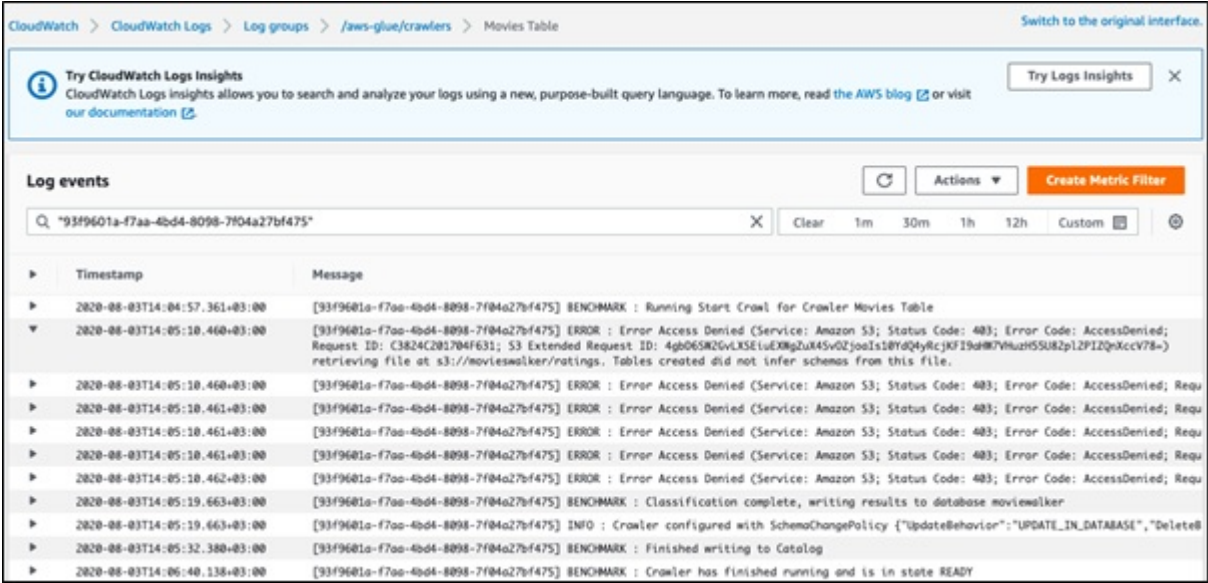 CloudWatch > CloudWatch Logs > Log groups > /aws-glue/crawlers > Movies Table
Switch to the original interface.
Try CloudWatch Logs Insights
CloudWatch Logs insights allows you to search and analyze your logs using a new, purpose-built query language. To learn more, read the AWS blog or visit
our documentation.
Try Logs Insights
Log events
Actions
Create Metric Filter
"93f9601a-f7aa-4bd4-8098-7f04a27bf475"
Clear 1m 30m 1h 12h Custom
Timestamp Message
2020-08-03T14:04:57.361+03:00 [93f9601a-f7aa-4bd4-8098-7f04a27bf475] BENCHMARK : Running Start Crawl for Crawler Movies Table
2020-08-03T14:05:10.460+03:00 [93f9601a-f7aa-4bd4-8098-7f04a27bf475] ERROR : Error Access Denied (Service: Amazon S3; Status Code: 403; Error Code: AccessDenied;
Request ID: C3824C201704F631; S3 Extended Request ID:
retrieving file at s3://movieswalker/ratings. Tables created did not infer schemas from this file.
2020-08-03T14:05:10.460+03:00 [93f9601a-f7aa-4bd4-8098-7f04a27bf475] ERROR : Error Access Denied (Service: Amazon S3; Status Code: 403; Error Code: AccessDenied; Requ
2020-08-03T14:05:10.461+03:00 [93f9601a-f7aa-4bd4-8098-7f04a27bf475] ERROR : Error Access Denied (Service: Amazon S3; Status Code: 403; Error Code: AccessDenied; Requ
2020-08-03T14:05:10.461+03:00 [93f9601a-f7aa-4bd4-8098-7f04a27bf475] ERROR : Error Access Denied (Service: Amazon S3; Status Code: 403; Error Code: AccessDenied; Requ
2020-08-03T14:05:10.461+03:00 [93f9601a-f7aa-4bd4-8098-7f04a27bf475] ERROR : Error Access Denied (Service: Amazon S3; Status Code: 403; Error Code: AccessDenied; Requ
2020-08-03T14:05:10.462+03:00 [93f9601a-f7aa-4bd4-8098-7f04a27bf475] ERROR : Error Access Denied (Service: Amazon S3; Status Code: 403; Error Code: AccessDenied; Requ
2020-08-03T14:05:19.663+03:00 [93f9601a-f7aa-4bd4-8098-7f04a27bf475] BENCHMARK : Classification complete, writing results to database moviewalker
2020-08-03T14:05:19.663+03:00 [93f9601a-f7aa-4bd4-8098-7f04a27bf475] INFO : Crawler configured with SchemaChangePolicy {"UpdateBehavior":"UPDATE_IN_DATABASE","DeleteB
2020-08-03T14:05:32.380+03:00 [93f9601a-f7aa-4bd4-8098-7f04a27bf475] BENCHMARK : Finished writing to Catalog
2020-08-03T14:06:40.138+03:00 [93f9601a-f7aa-4bd4-8098-7f04a27bf475] BENCHMARK : Crawler has finished running and is in state READY